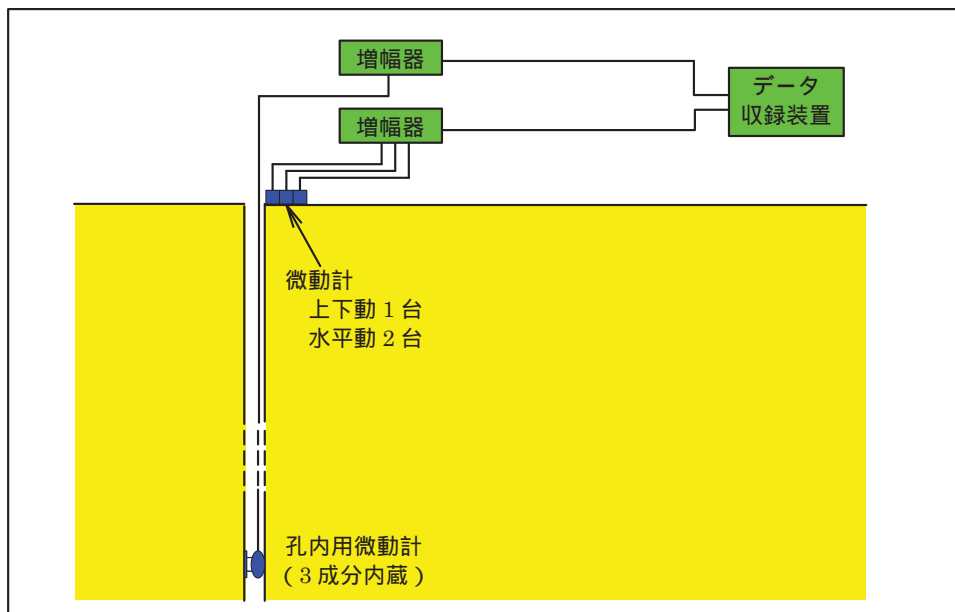 増幅器
増幅器
データ
収録装置
微動計
上下動 1 台
水平動 2 台
孔内用微動計
( 3 成分内蔵 )